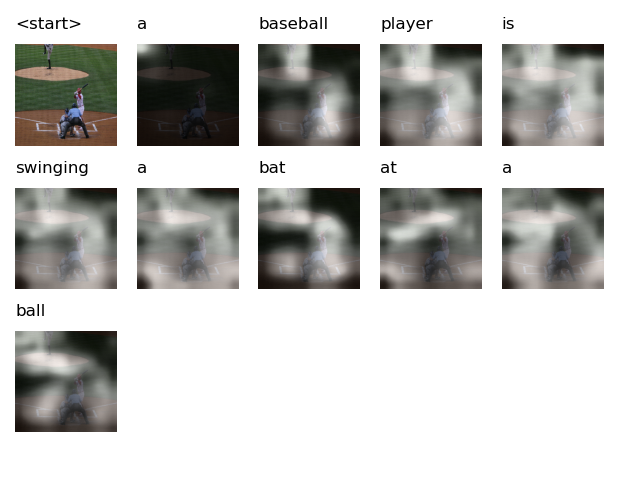 <start> a baseball player is
swinging a bat at a
ball